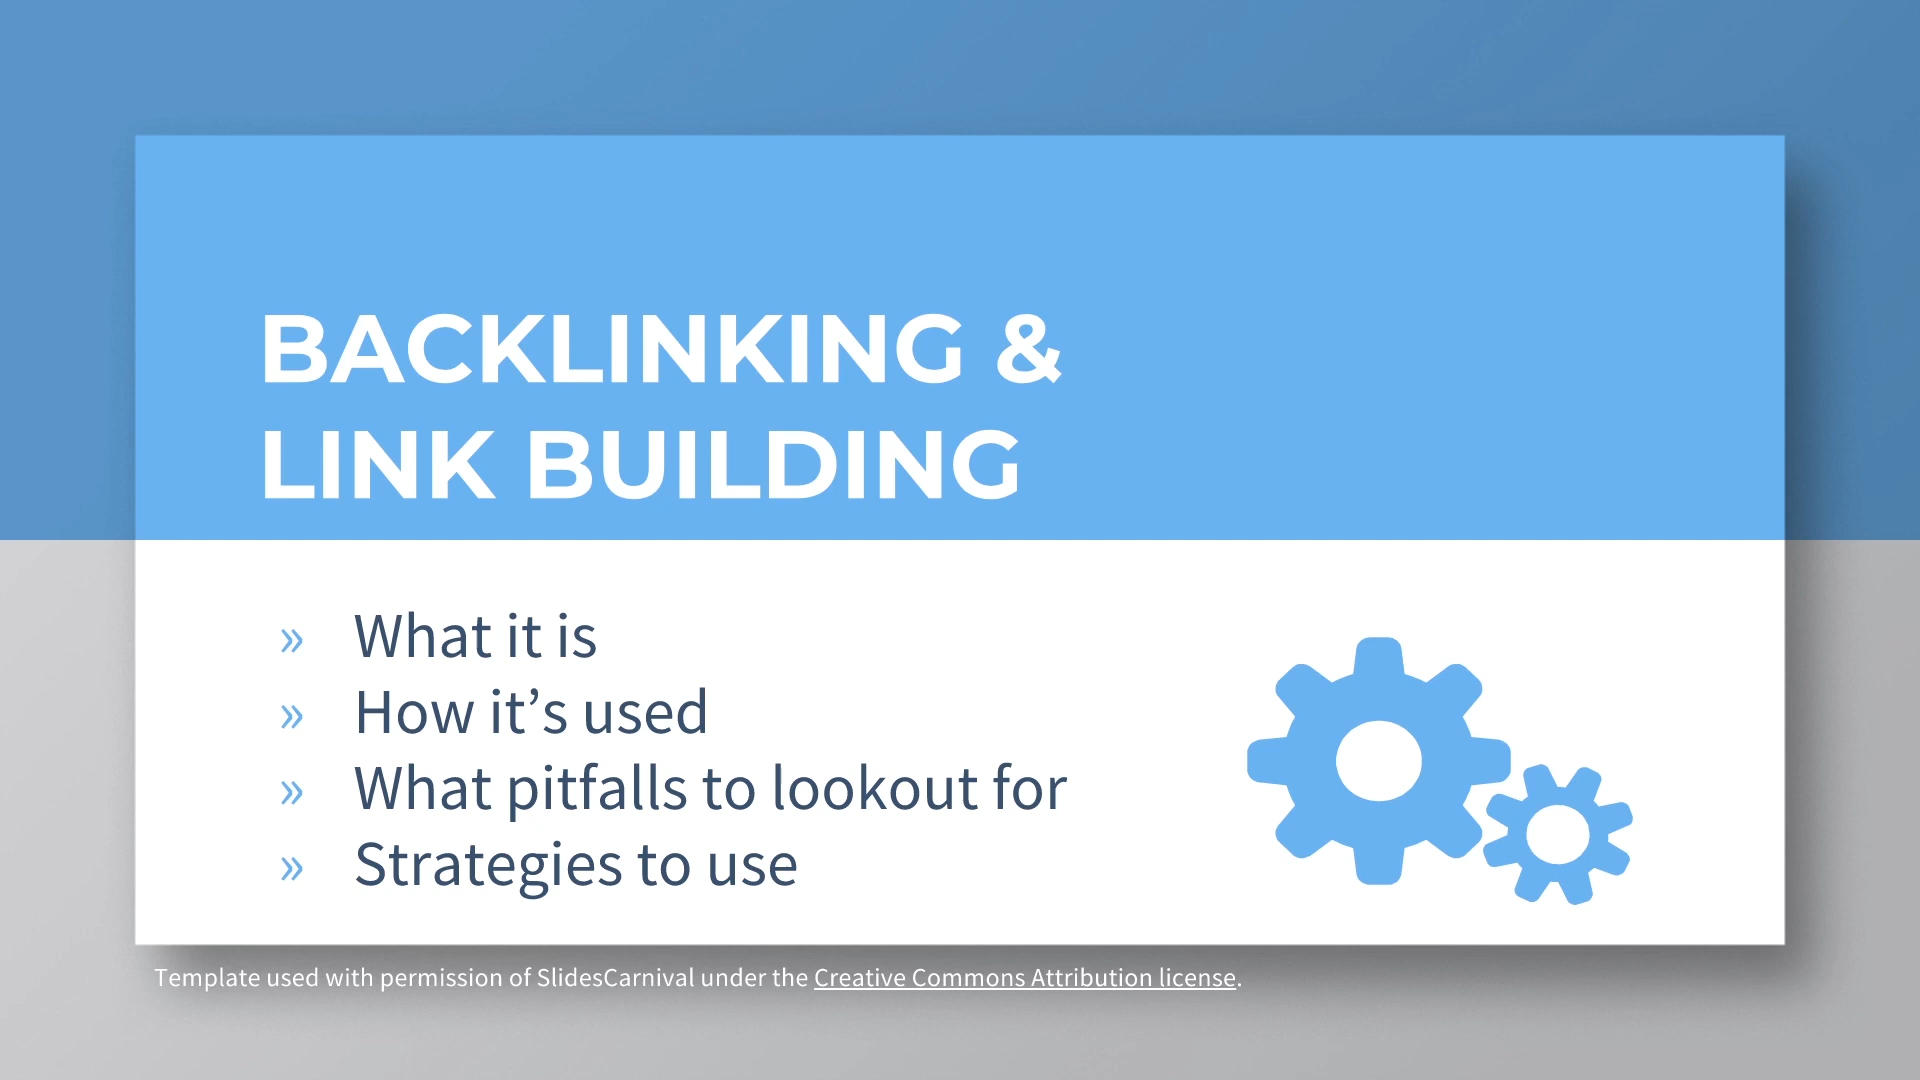 BACKLINKING &
LINK BUILDING
» What it is
» How it’s used
» What pitfalls to lookout for
» Strategies to use
Template used with permission of SlidesCarnival under the Creative Commons Attribution license.